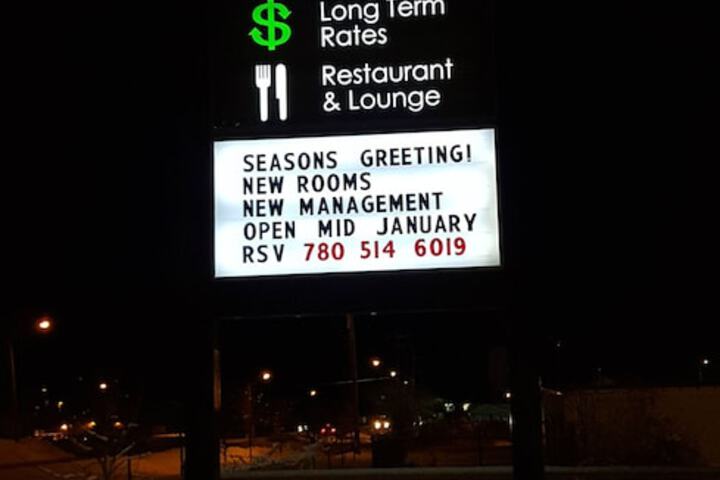 $
Long Term
Rates
Restaurant
& Lounge
SEASONS GREETING!
NEW ROOMS
NEW MANAGEMENT
OPEN MID JANUARY
RSV 780 514 6019